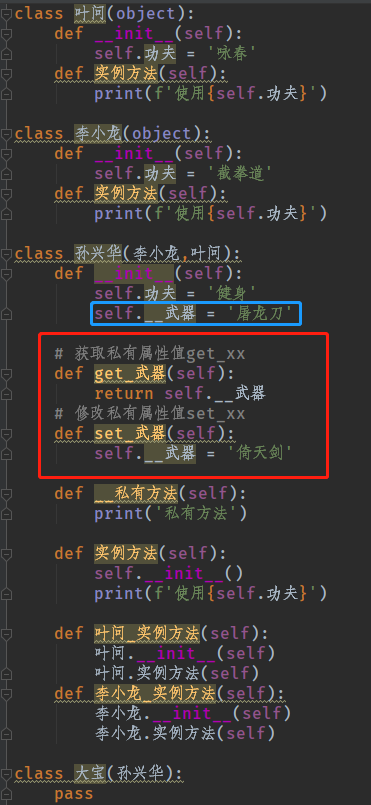 class 叶问(object):
    def __init__(self):
        self.功夫 = '咏春'
    def 实例方法(self):
        print(f'使用{self.功夫}')
class 李小龙(object):
    def __init__(self):
        self.功夫 = '截拳道'
    def 实例方法(self):
        print(f'使用{self.功夫}')
class 孙兴华(李小龙,叶问):
    def __init__(self):
        self.功夫 = '健身'
        self.__武器 = '屠龙刀'
    # 获取私有属性值get_xx
    def get_武器(self):
        return self.__武器
    # 修改私有属性值set_xx
    def set_武器(self):
        self.__武器 = '倚天剑'
    def __私有方法(self):
        print('私有方法')
    def 实例方法(self):
        self.__init__()
        print(f'使用{self.功夫}')
    def 叶问_实例方法(self):
        叶问.__init__(self)
        叶问.实例方法(self)
    def 李小龙_实例方法(self):
        李小龙.__init__(self)
        李小龙.实例方法(self)
class 大宝(孙兴华):
    pass